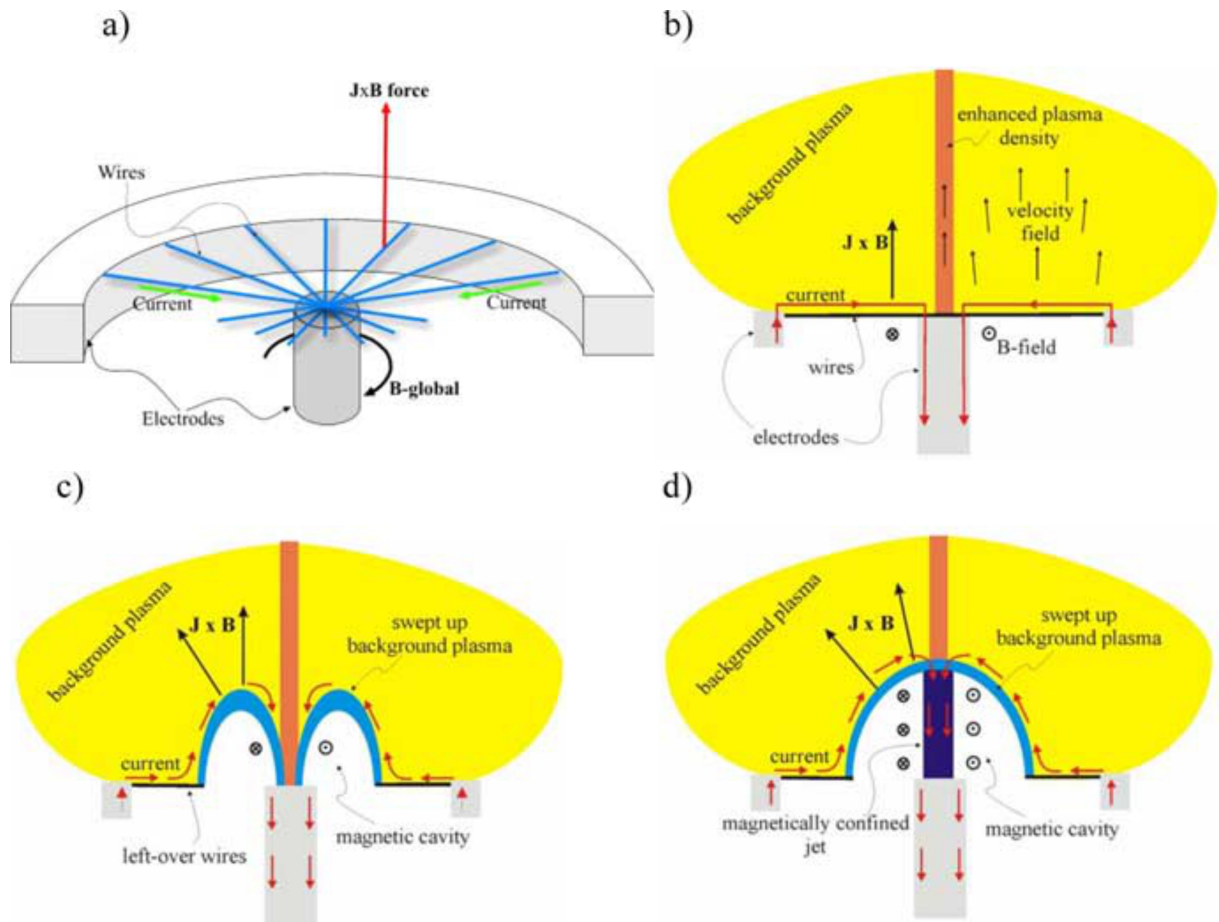 a)
JxB force
Wires
Current
Current
B-global
Electrodes
b)
background plasma
enhanced plasma
density
velocity
field
J x B
current
B-field
wires
electrodes
c)
background plasma
J x B
swept up
background plasma
current
magnetic cavity
left-over wires
d)
background plasma
J x B
swept up
background plasma
current
magnetically confined
jet
magnetic cavity